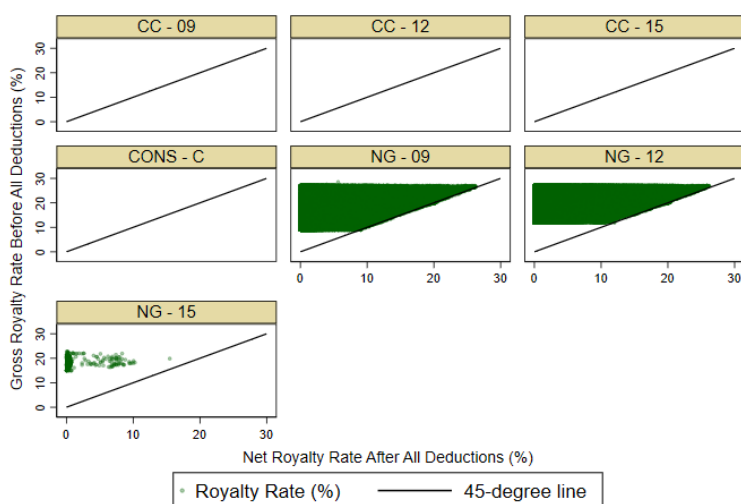 CC - 09
CC - 12
CC - 15
0 10 20 30
CONS - C
NG - 09
NG - 12
0 10 20 30
0 10 20 30
0 10 20 30
NG - 15
0 10 20 30
0 10 20 30
Gross Royalty Rate Before All Deductions (%)
Net Royalty Rate After All Deductions (%)
Royalty Rate (%)
45-degree line